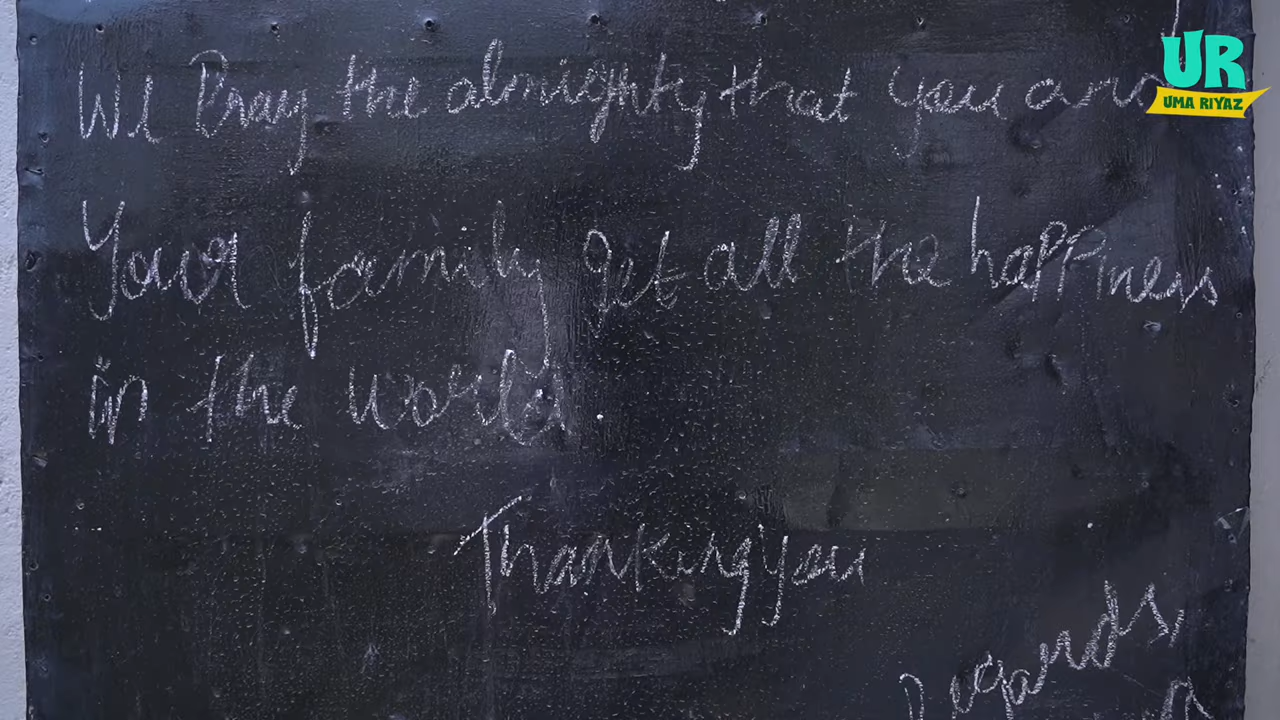 We Pray the almighty that you and
Your family get all the happiness
in the world.
Thanking You
Regards
UR
UMA RIYAZ